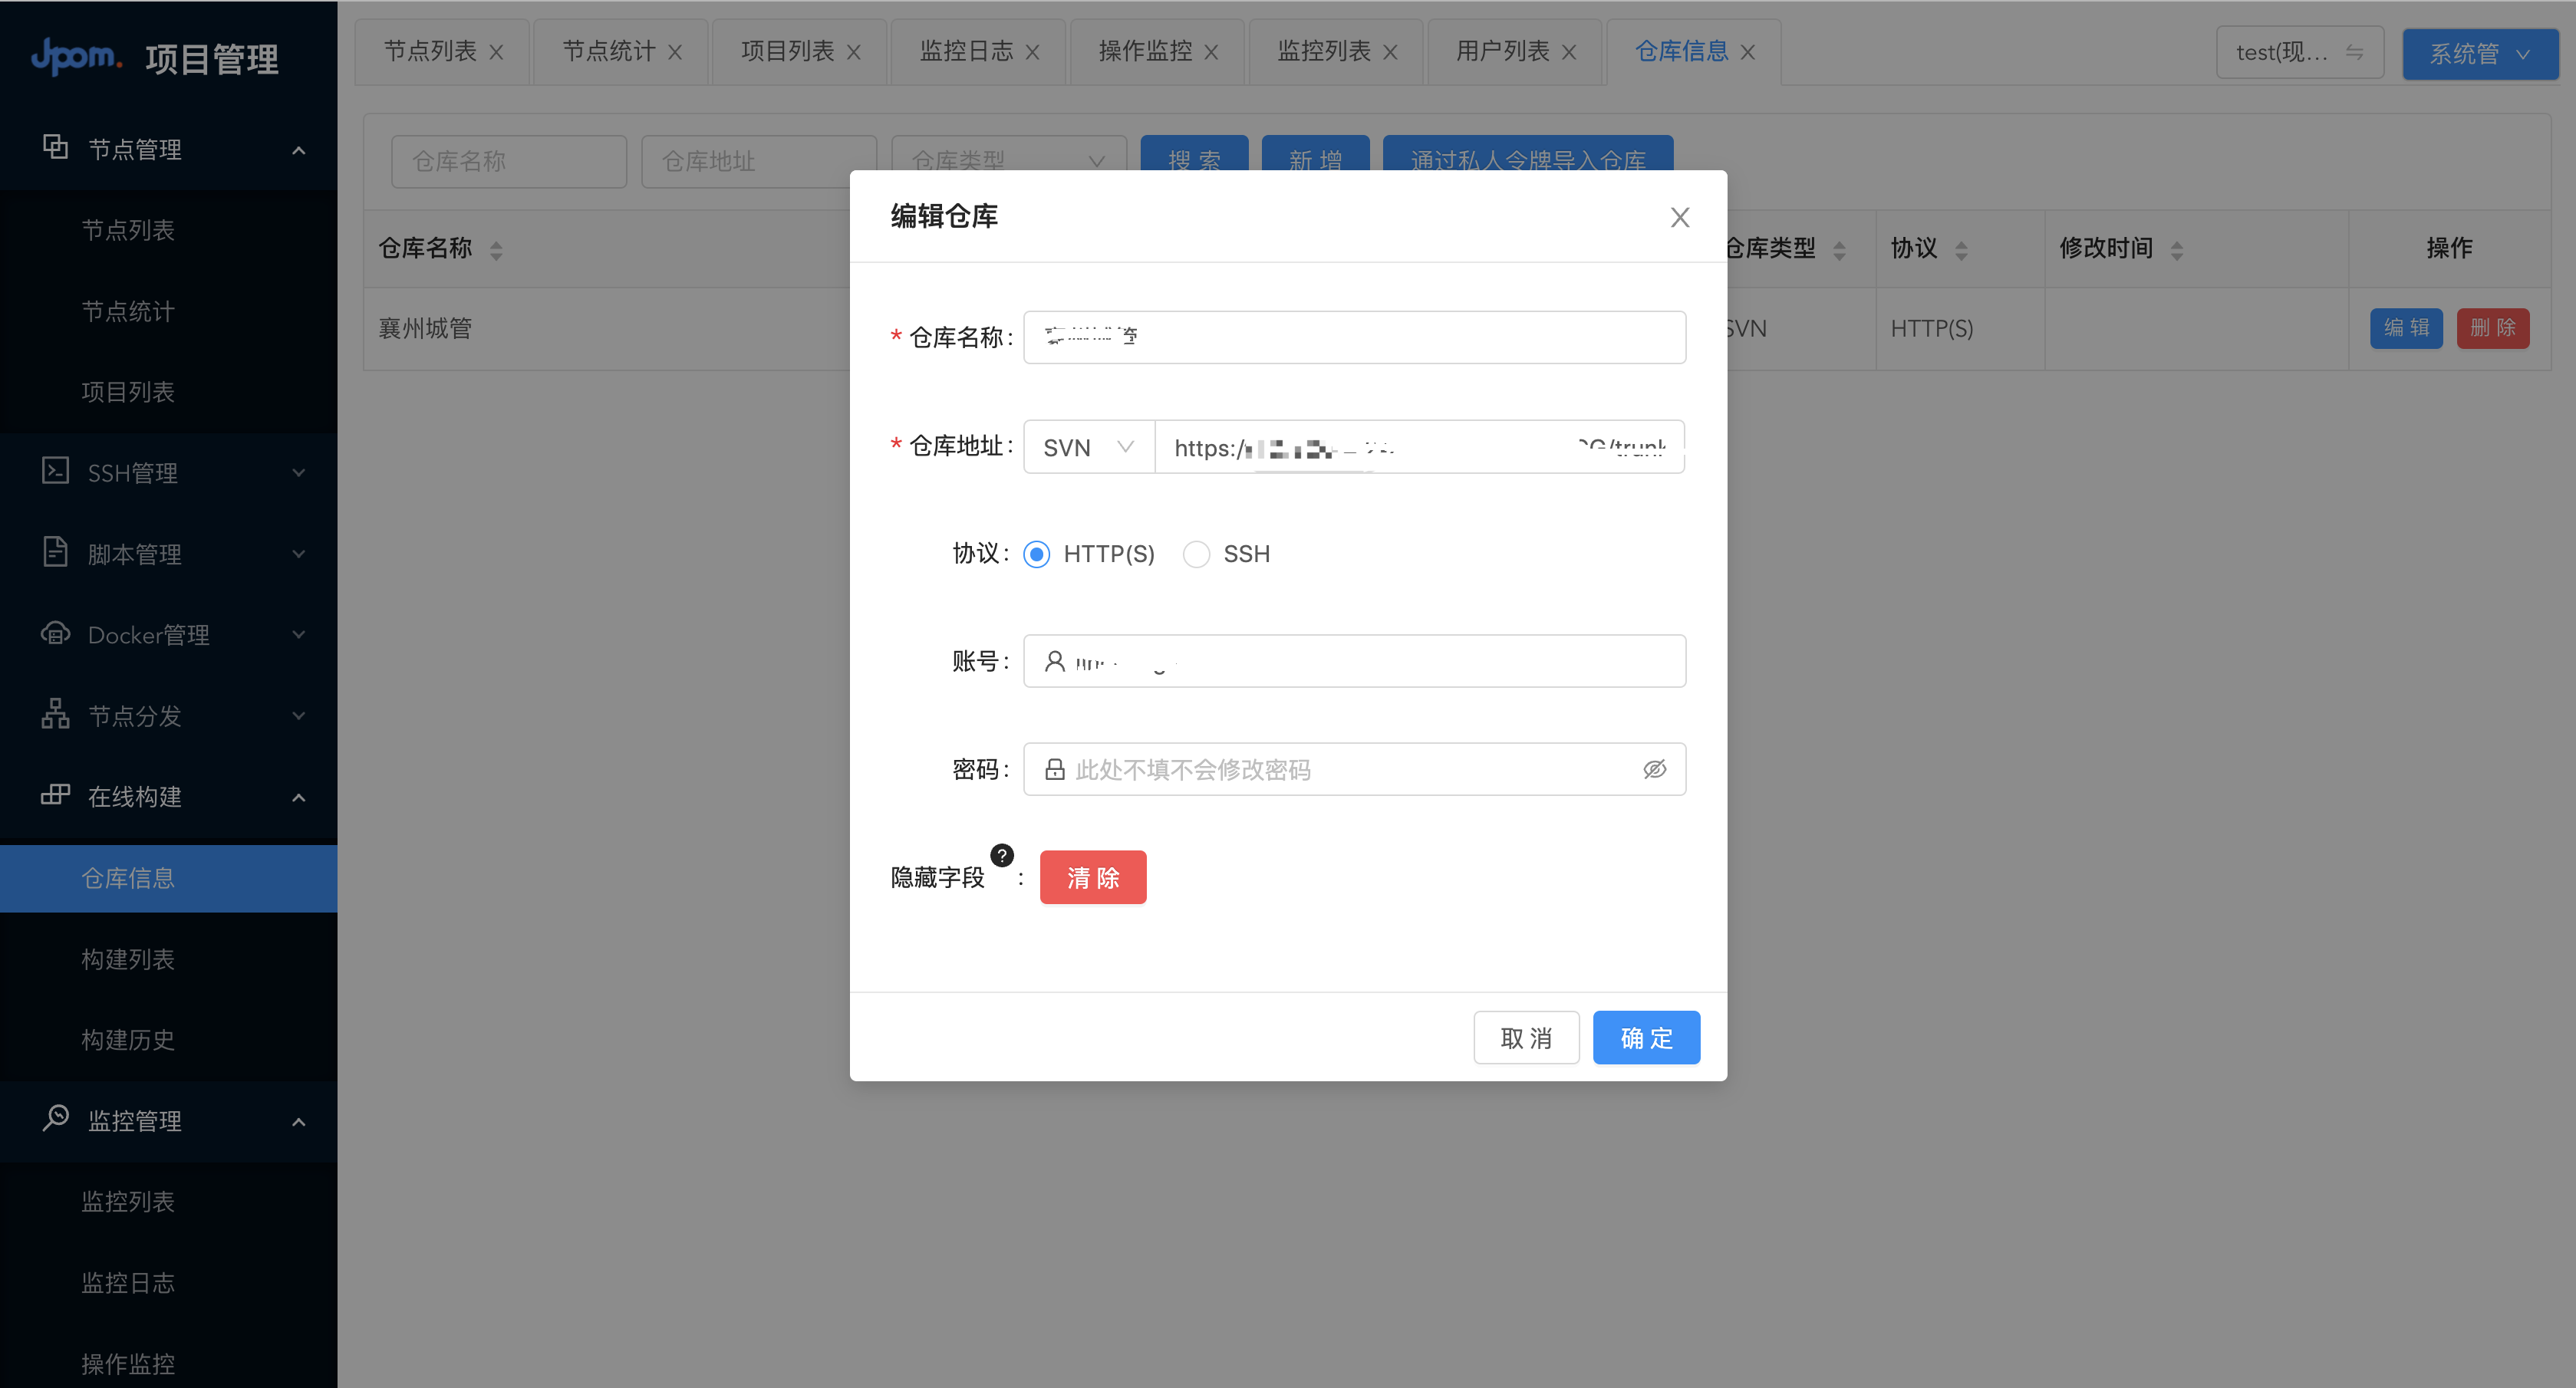 Jpom. 项目管理
节点管理
节点列表
节点统计
项目列表
SSH管理
脚本管理
Docker管理
节点分发
在线构建
仓库信息
构建列表
构建历史
监控管理
监控列表
监控日志
操作监控
节点列表 节点统计 项目列表 监控日志 操作监控 监控列表 用户列表 仓库信息
test(现... 系统管
仓库名称 仓库地址 仓库类型 搜 索 新 增 通过私人令牌导入仓库
仓库名称 仓库类型 协议 修改时间 操作
襄州城管 SVN HTTP(S) 编 辑 删 除
编辑仓库
* 仓库名称:
* 仓库地址: SVN https:/
协议: HTTP(S) SSH
账号:
密码: 此处不填不会修改密码
隐藏字段 ? : 清 除
取 消 确 定